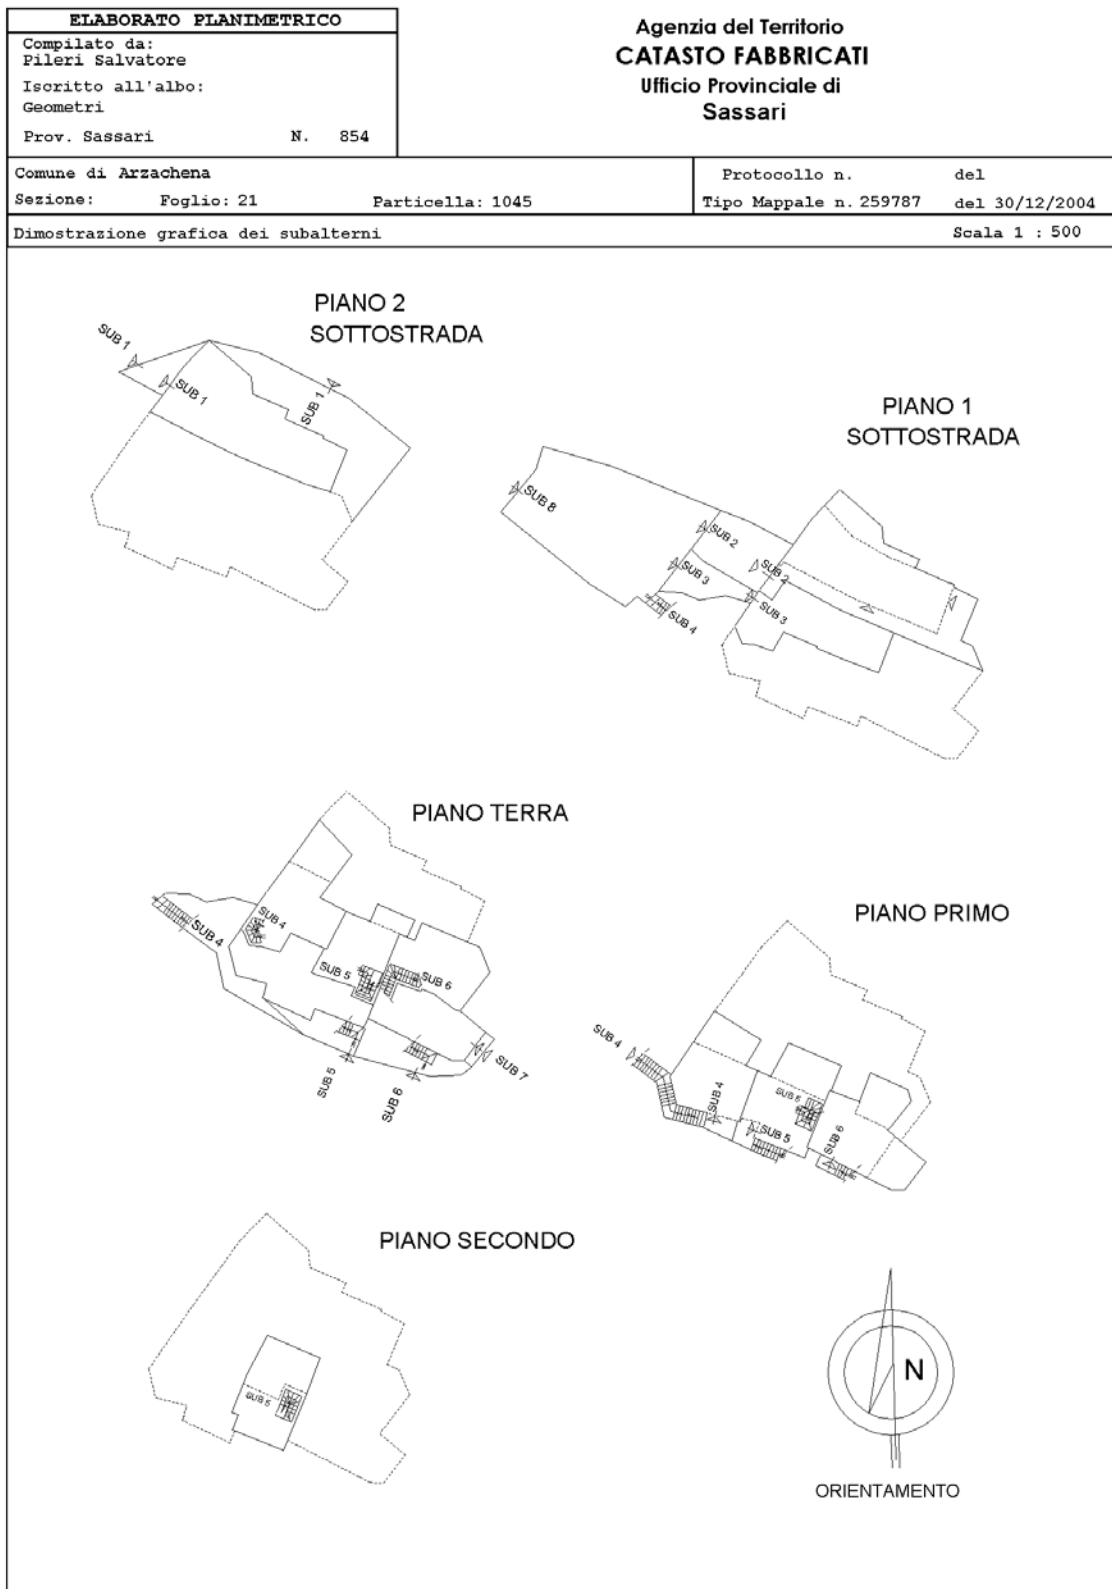 ELABORATO PLANIMETRICO
Compilato da:
Pileri Salvatore
Iscritto all'albo:
Geometri
Prov. Sassari N. 854
Agenzia del Territorio
CATASTO FABBRICATI
Ufficio Provinciale di
Sassari
Comune di Arzachena
Sezione: Foglio: 21 Particella: 1045
Protocollo n. del
Tipo Mappale n. 259787 del 30/12/2004
Dimostrazione grafica dei subalterni Scala 1 : 500
PIANO 2
SOTTOSTRADA
SUB 1
SUB 1
SUB 1
PIANO 1
SOTTOSTRADA
SUB 8
SUB 2
SUB 2
SUB 3
SUB 3
SUB 4
PIANO TERRA
SUB 4
SUB 4
SUB 5
SUB 6
SUB 7
SUB 5
SUB 6
PIANO PRIMO
SUB 4
SUB 4
SUB 5
SUB 5
SUB 6
PIANO SECONDO
SUB 5
N
ORIENTAMENTO